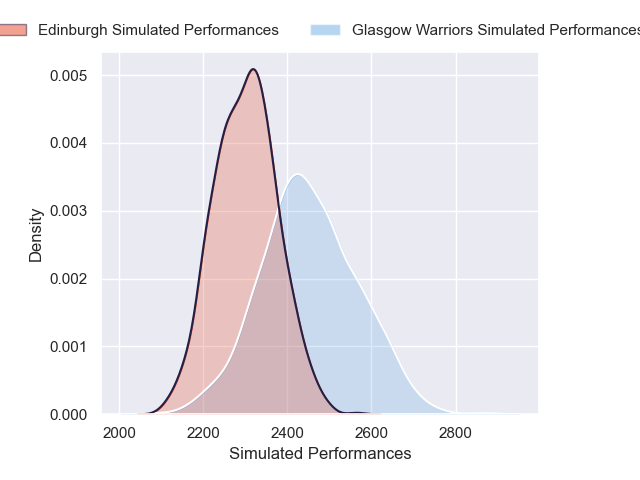 Edinburgh Simulated Performances Glasgow Warriors Simulated Performances
0.005
0.004
0.003
0.002
0.001
0.000
Density
2000 2200 2400 2600 2800
Simulated Performances